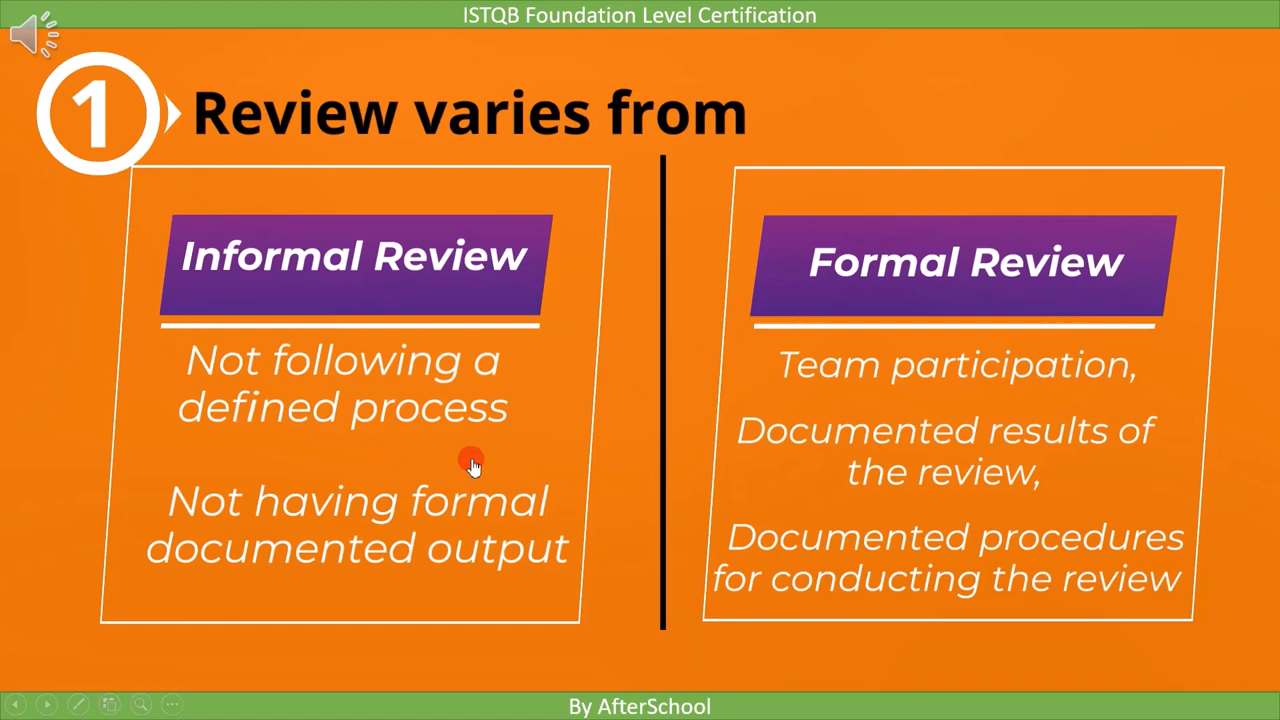 ISTQB Foundation Level Certification
1
Review varies from
Informal Review
Not following a
defined process
Not having formal
documented output
Formal Review
Team participation,
Documented results of
the review,
Documented procedures
for conducting the review
By AfterSchool